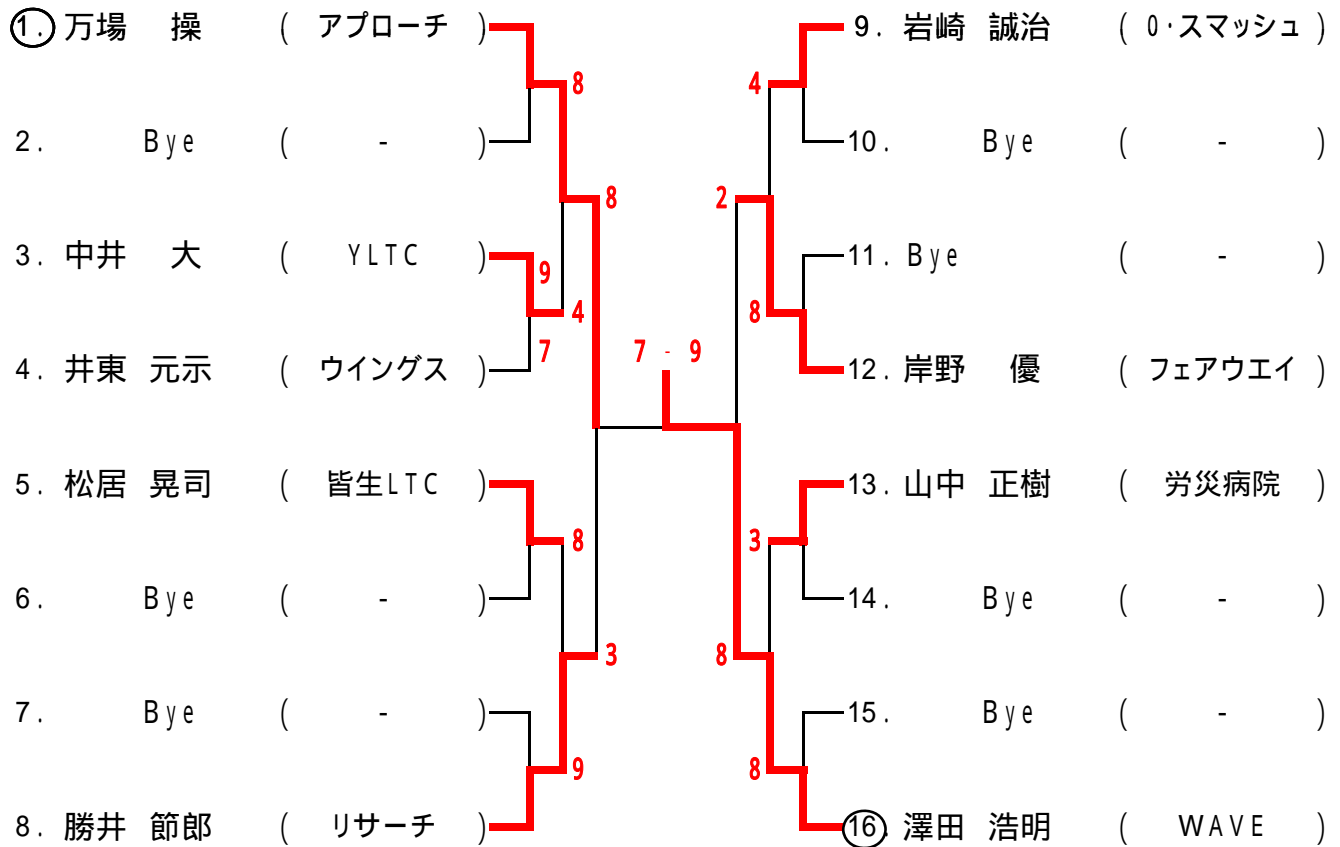 1. 万場 操 ( アプローチ ) 9. 岩崎 誠治 ( 0・スマッシュ )
8 4
2. Bye ( - ) 10. Bye ( - )
8 2
3. 中井 大 ( YLTC ) 11. Bye ( - )
9
4 8
7 7 - 9
4. 井東 元示 ( ウイングス ) 12. 岸野 優 ( フェアウエイ )
5. 松居 晃司 ( 皆生LTC ) 13. 山中 正樹 ( 労災病院 )
8 3
6. Bye ( - ) 14. Bye ( - )
3 8
7. Bye ( - ) 15. Bye ( - )
9 8
8. 勝井 節郎 ( リサーチ ) 16. 澤田 浩明 ( WAVE )